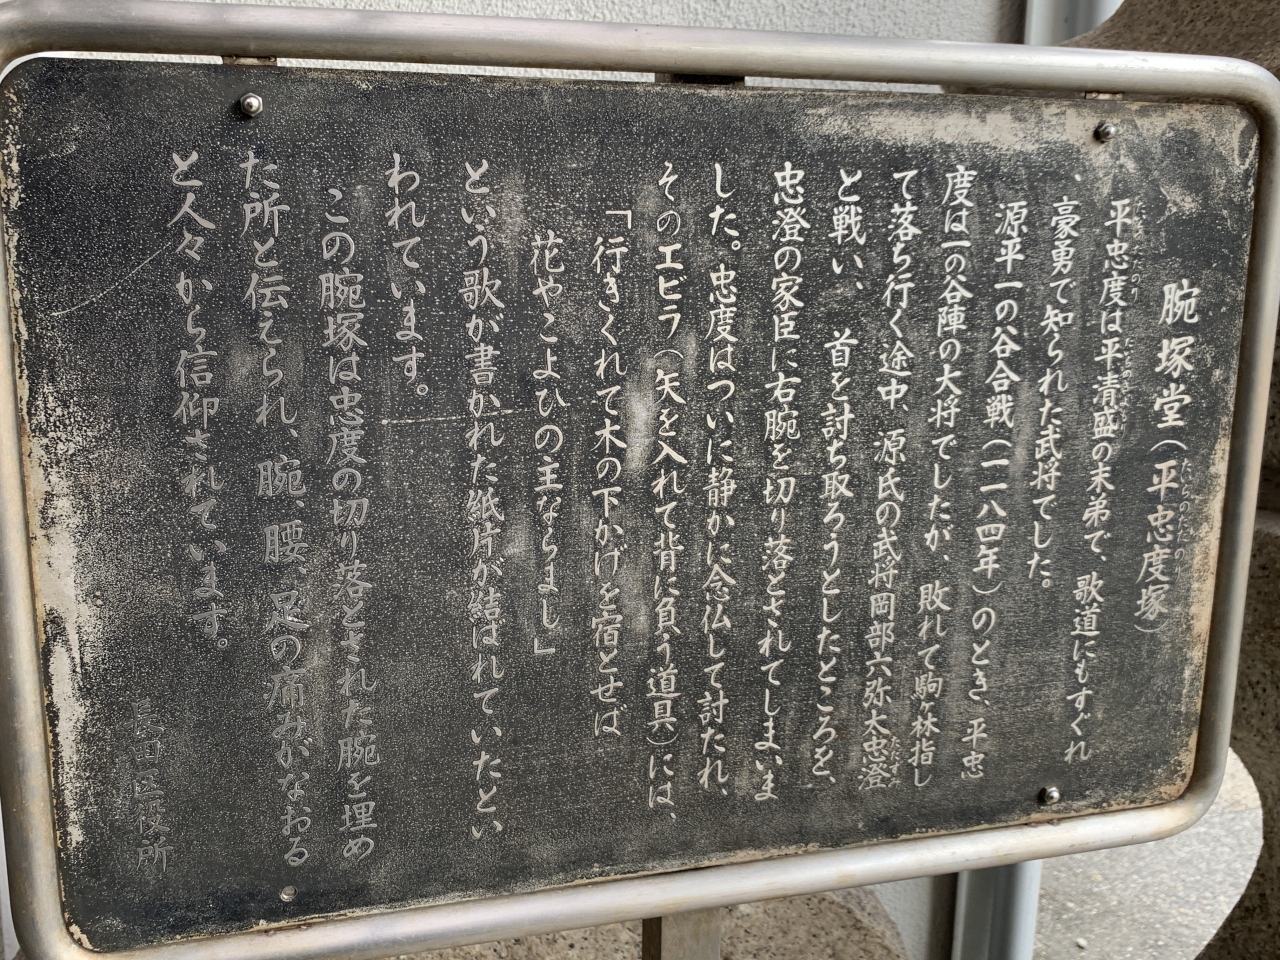 腕塚堂（平忠度塚）
たいらのただのり
平忠度は平清盛の末弟で、歌道にもすぐれ
、豪勇で知られた武将でした。
源平一の谷合戦（一一八四年）のとき、平忠
度は一の谷陣の大将でしたが、敗れて駒ヶ林指し
て落ち行く途中、源氏の武将岡部六弥太忠澄
ただずみ
と戦い、首を討ち取ろうとしたところを、
忠澄の家臣に右腕を切り落とされてしまいま
した。忠度はついに静かに念仏して討たれ、
そのエビラ（矢を入れて背に負う道具）には、
「行きくれて木の下かげを宿とせば
花やこよひの主ならまし」
という歌が書かれた紙片が結ばれていたとい
われています。
この腕塚は忠度の切り落とされた腕を埋め
た所と伝えられ、腕、腰、足の痛みがなおる
と人々から信仰されています。
長田区役所